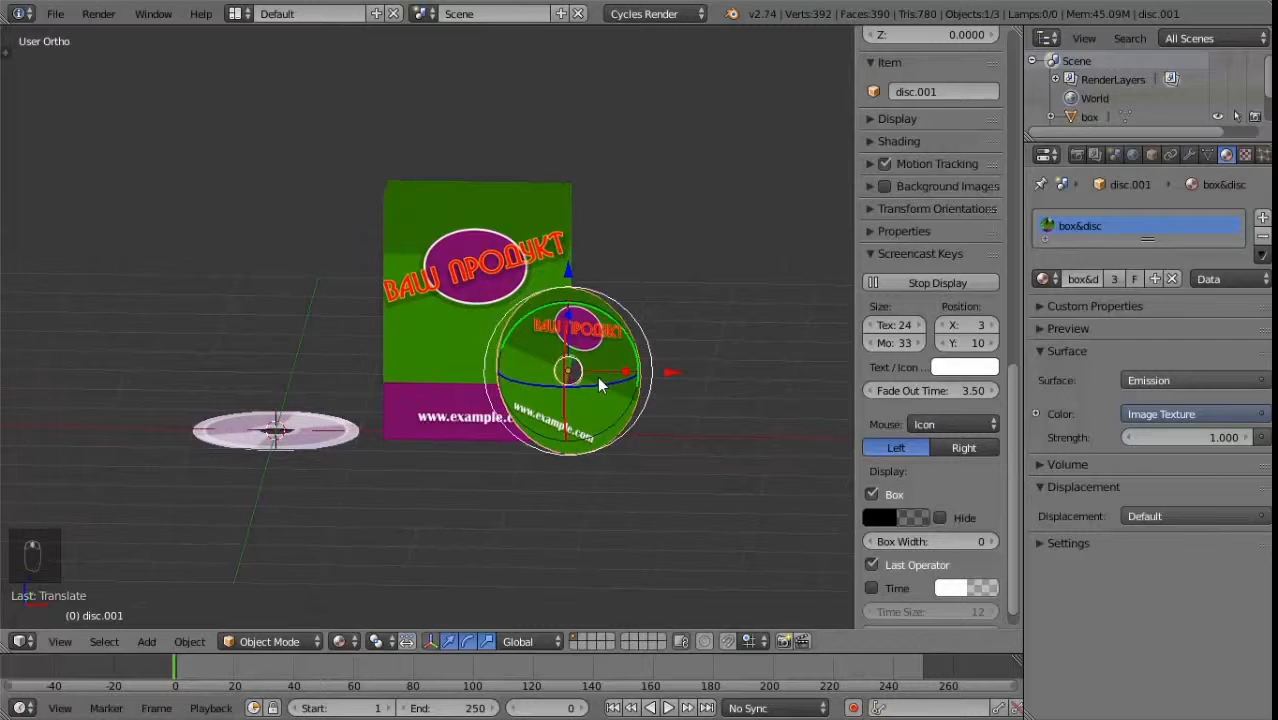 File Render Window Help Default Scene Cycles Render v2.74 | Verts:392 | Faces:390 | Tris:780 | Objects:1/3 | Lamps:0/0 | Mem:45.09M | disc.001
User Ortho
Z: 0.0000
Item
disc.001
Display
Shading
Motion Tracking
Background Images
Transform Orientations
Properties
Screencast Keys
Stop Display
Size: Position:
Tex: 24 X: 3
Mo: 33 Y: 10
Text / Icon
Fade Out Time: 3.50
Mouse: Icon
Left Right
Display:
Box
Hide
Box Width: 0
Last Operator
Time
Time Size: 12
View Search All Scenes
Scene
RenderLayers
World
box
disc.001 box&disc
box&disc
box&d 3 F Data
Custom Properties
Preview
Surface
Surface: Emission
Color: Image Texture
Strength: 1.000
Volume
Displacement
Displacement: Default
Settings
ВАШ ПРОДУКТ
www.example.c
ВАШ ПРОДУКТ
www.example.com
Last: Translate
(0) disc.001
View Select Add Object Object Mode Global
-40 -20 0 20 40 60 80 100 120 140 160 180 200 220 240 260
View Marker Frame Playback Start: 1 End: 250 0 No Sync